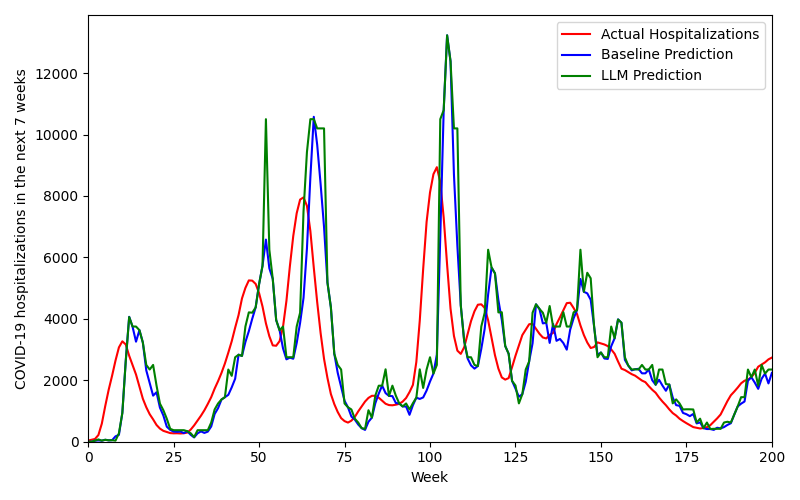 Actual Hospitalizations
Baseline Prediction
LLM Prediction
COVID-19 hospitalizations in the next 7 weeks
12000
10000
8000
6000
4000
2000
0
0 25 50 75 100 125 150 175 200
Week